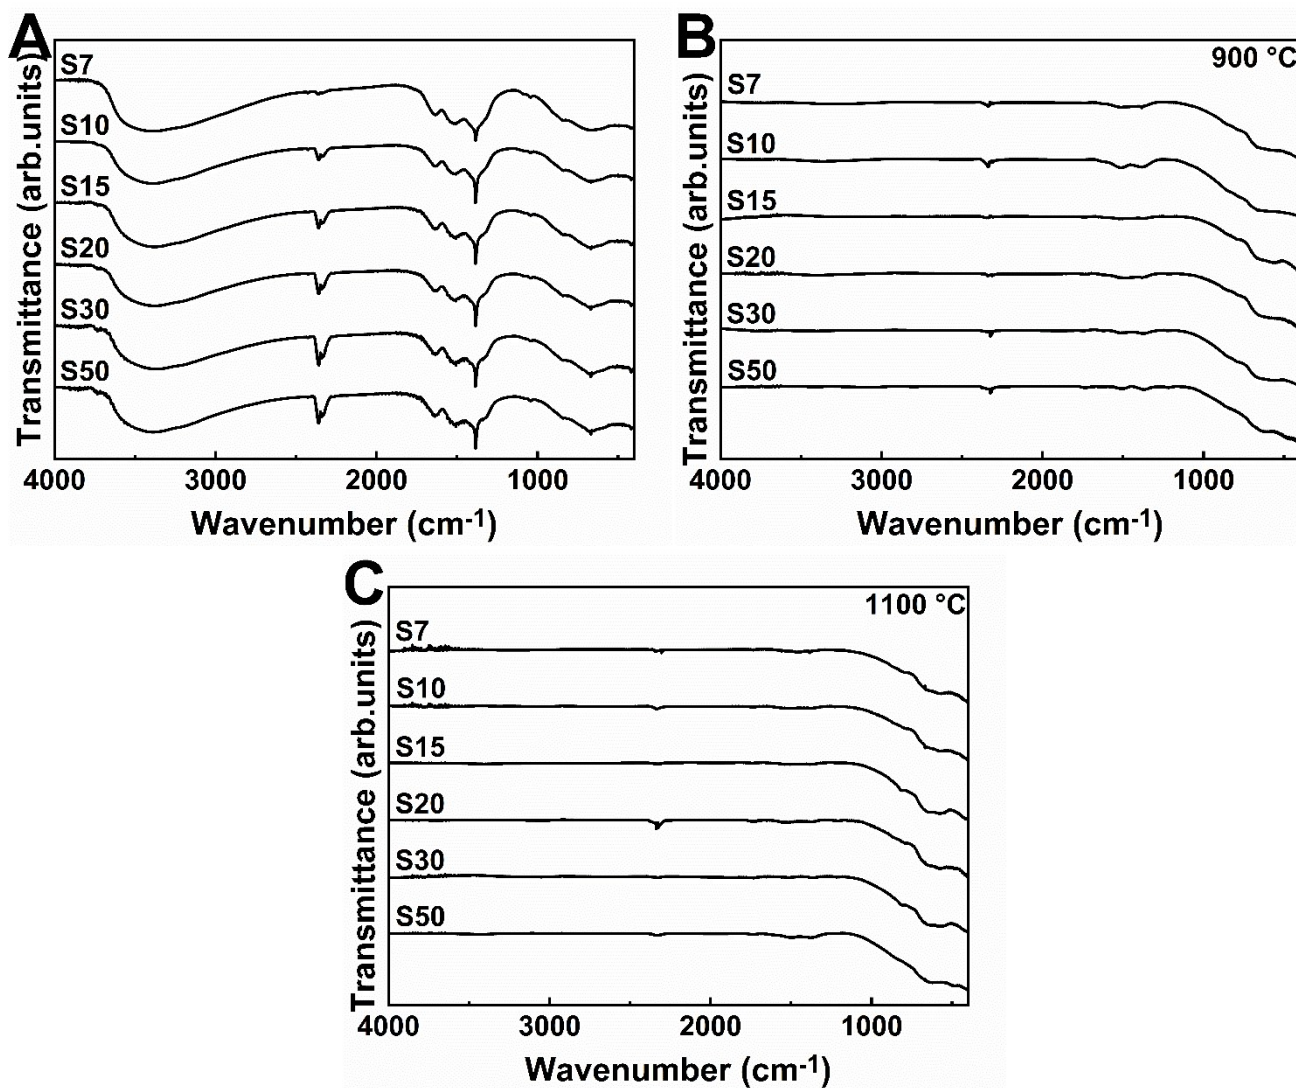 A
Transmittance (arb.units)
S7
S10
S15
S20
S30
S50
4000 3000 2000 1000
Wavenumber (cm-1)
B
900 °C
Transmittance (arb.units)
S7
S10
S15
S20
S30
S50
4000 3000 2000 1000
Wavenumber (cm-1)
C
1100 °C
Transmittance (arb.units)
S7
S10
S15
S20
S30
S50
4000 3000 2000 1000
Wavenumber (cm-1)